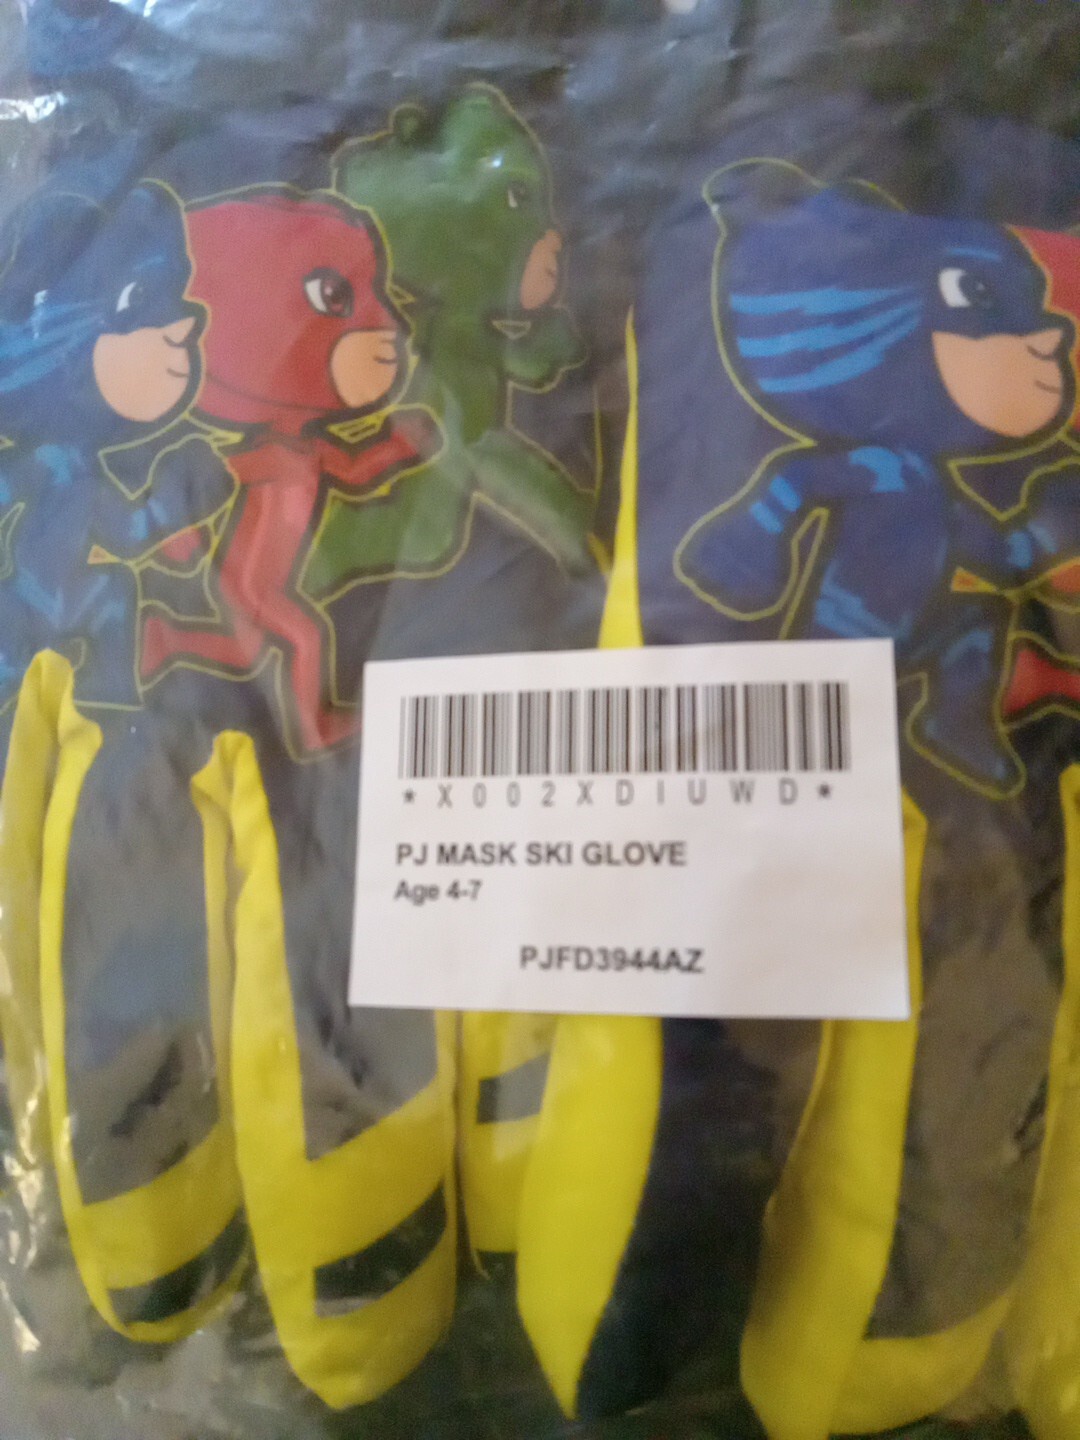 *X002XDIUWD*
PJ MASK SKI GLOVE
Age 4-7
PJFD3944AZ